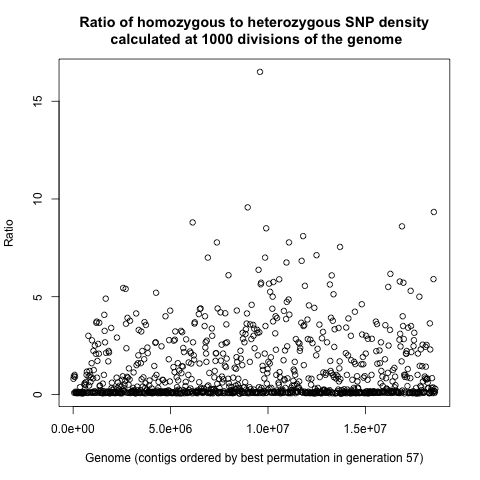 Ratio of homozygous to heterozygous SNP density
calculated at 1000 divisions of the genome
Ratio
15
10
5
0
0.0e+00 5.0e+06 1.0e+07 1.5e+07
Genome (contigs ordered by best permutation in generation 57)